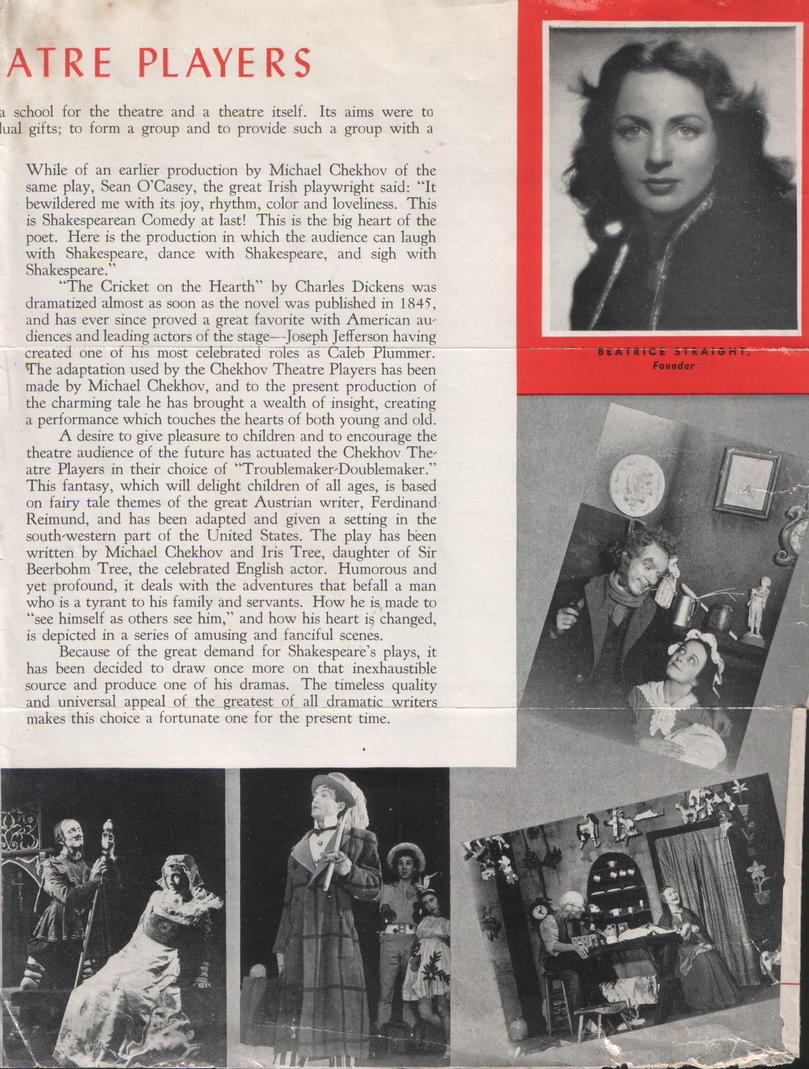 ATRE PLAYERS
a school for the theatre and a theatre itself. Its aims were to
lual gifts; to form a group and to provide such a group with a
While of an earlier production by Michael Chekhov of the
same play, Sean O'Casey, the great Irish playwright said: "It
bewildered me with its joy, rhythm, color and loveliness. This
is Shakespearean Comedy at last! This is the big heart of the
poet. Here is the production in which the audience can laugh
with Shakespeare, dance with Shakespeare, and sigh with
Shakespeare."
"The Cricket on the Hearth" by Charles Dickens was
dramatized almost as soon as the novel was published in 1845,
and has ever since proved a great favorite with American au-
diences and leading actors of the stage—Joseph Jefferson having
created one of his most celebrated roles as Caleb Plummer.
The adaptation used by the Chekhov Theatre Players has been
made by Michael Chekhov, and to the present production of
the charming tale he has brought a wealth of insight, creating
a performance which touches the hearts of both young and old.
A desire to give pleasure to children and to encourage the
theatre audience of the future has actuated the Chekhov The-
atre Players in their choice of "Troublemaker-Doublemaker."
This fantasy, which will delight children of all ages, is based
on fairy tale themes of the great Austrian writer, Ferdinand
Reimund, and has been adapted and given a setting in the
south-western part of the United States. The play has been
written by Michael Chekhov and Iris Tree, daughter of Sir
Beerbohm Tree, the celebrated English actor. Humorous and
yet profound, it deals with the adventures that befall a man
who is a tyrant to his family and servants. How he is made to
"see himself as others see him," and how his heart is changed,
is depicted in a series of amusing and fanciful scenes.
Because of the great demand for Shakespeare's plays, it
has been decided to draw once more on that inexhaustible
source and produce one of his dramas. The timeless quality
and universal appeal of the greatest of all dramatic writers
makes this choice a fortunate one for the present time.
BEATRICE STRAIGHT,
Founder